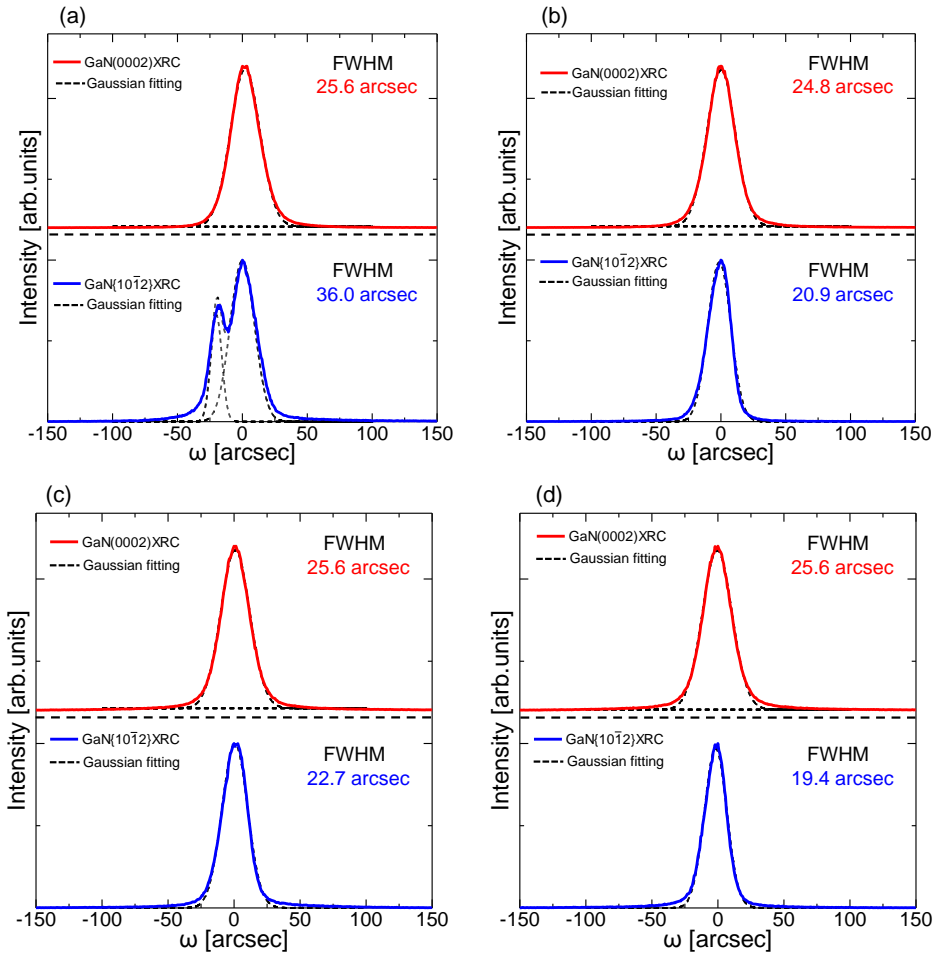 (a)
GaN(0002)XRC
Gaussian fitting
FWHM
25.6 arcsec
GaN{101̄2}XRC
Gaussian fitting
FWHM
36.0 arcsec
Intensity [arb.units]
-150 -100 -50 0 50 100 150
ω [arcsec]
(b)
GaN(0002)XRC
Gaussian fitting
FWHM
24.8 arcsec
GaN{101̄2}XRC
Gaussian fitting
FWHM
20.9 arcsec
Intensity [arb.units]
-150 -100 -50 0 50 100 150
ω [arcsec]
(c)
GaN(0002)XRC
Gaussian fitting
FWHM
25.6 arcsec
GaN{101̄2}XRC
Gaussian fitting
FWHM
22.7 arcsec
Intensity [arb.units]
-150 -100 -50 0 50 100 150
ω [arcsec]
(d)
GaN(0002)XRC
Gaussian fitting
FWHM
25.6 arcsec
GaN{101̄2}XRC
Gaussian fitting
FWHM
19.4 arcsec
Intensity [arb.units]
-150 -100 -50 0 50 100 150
ω [arcsec]